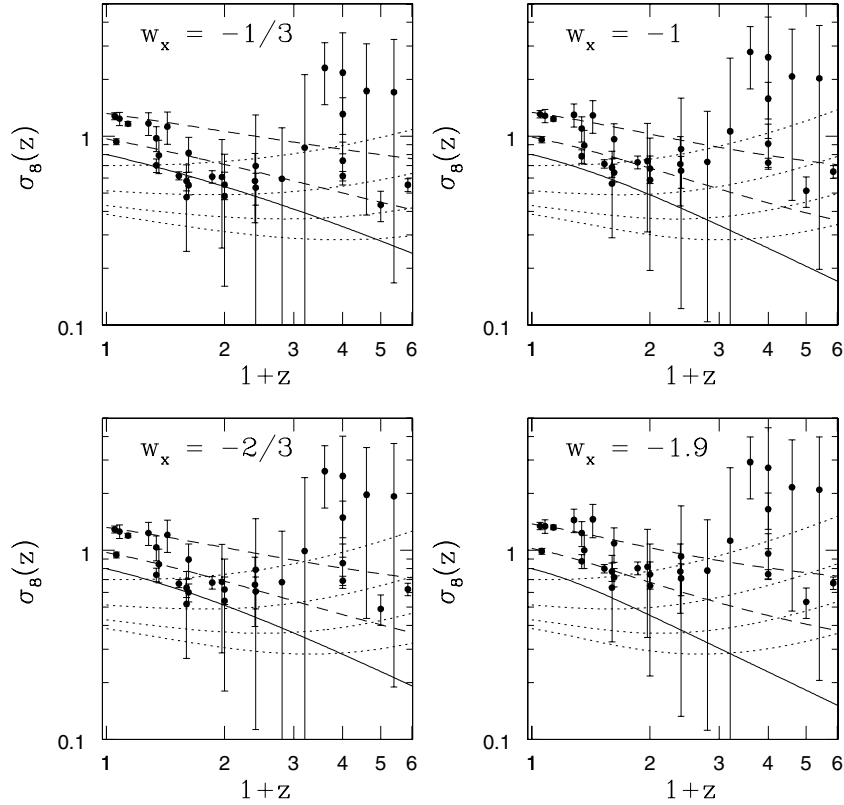 w_x = −1/3
σ_8(z)
1
0.1
1 2 3 4 5 6
1+z
w_x = −1
σ_8(z)
1
0.1
1 2 3 4 5 6
1+z
w_x = −2/3
σ_8(z)
1
0.1
1 2 3 4 5 6
1+z
w_x = −1.9
σ_8(z)
1
0.1
1 2 3 4 5 6
1+z